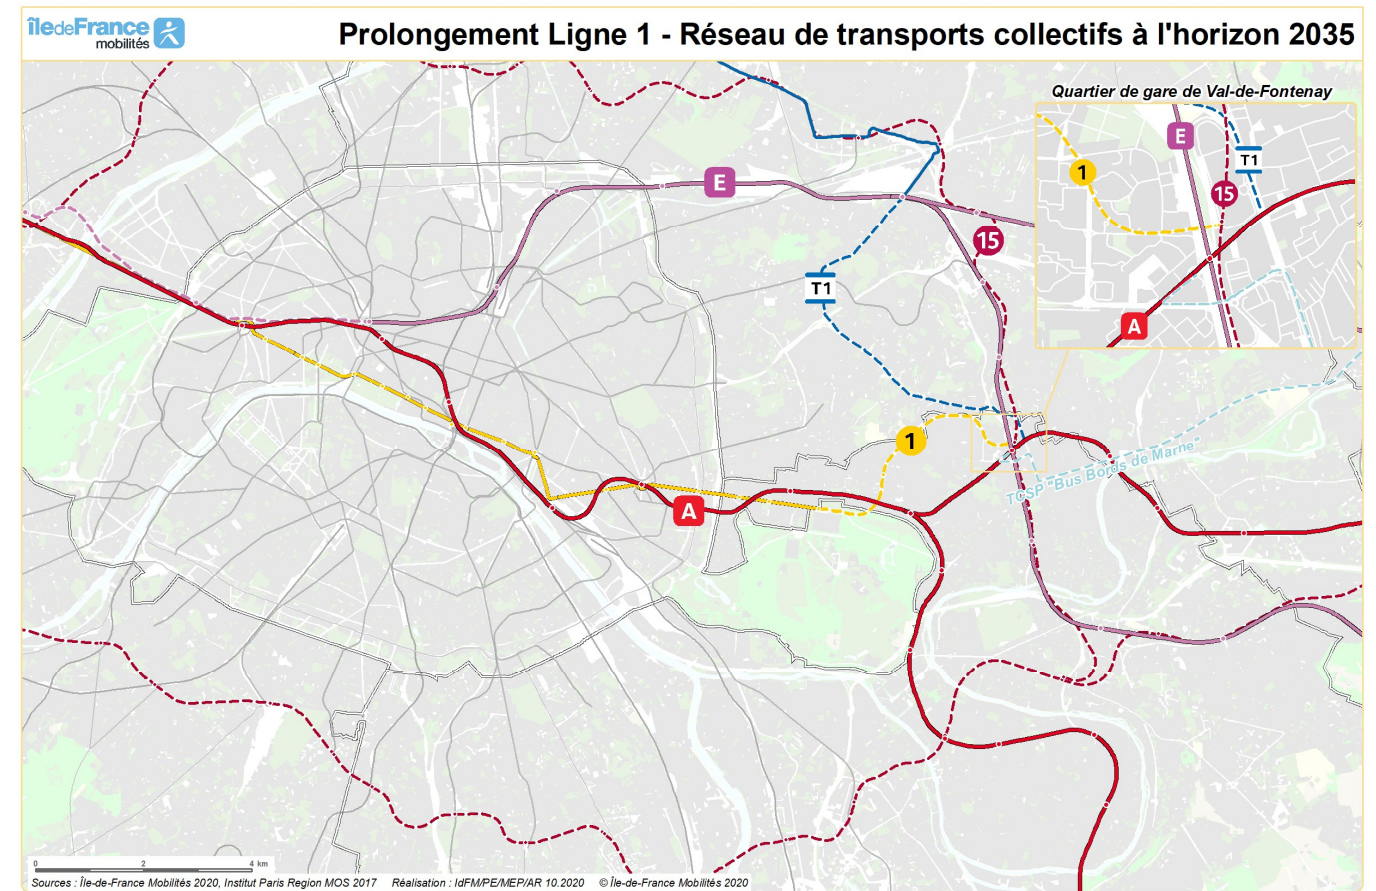 îledeFrance
mobilités
Prolongement Ligne 1 - Réseau de transports collectifs à l'horizon 2035
Quartier de gare de Val-de-Fontenay
E
T1
1
15
A
E
15
T1
1
A
TCSP "Bus Bords de Marne"
0 2 4 km
Sources : Île-de-France Mobilités 2020, Institut Paris Region MOS 2017 Réalisation : IdFM/PE/MEP/AR 10.2020 © Île-de-France Mobilités 2020